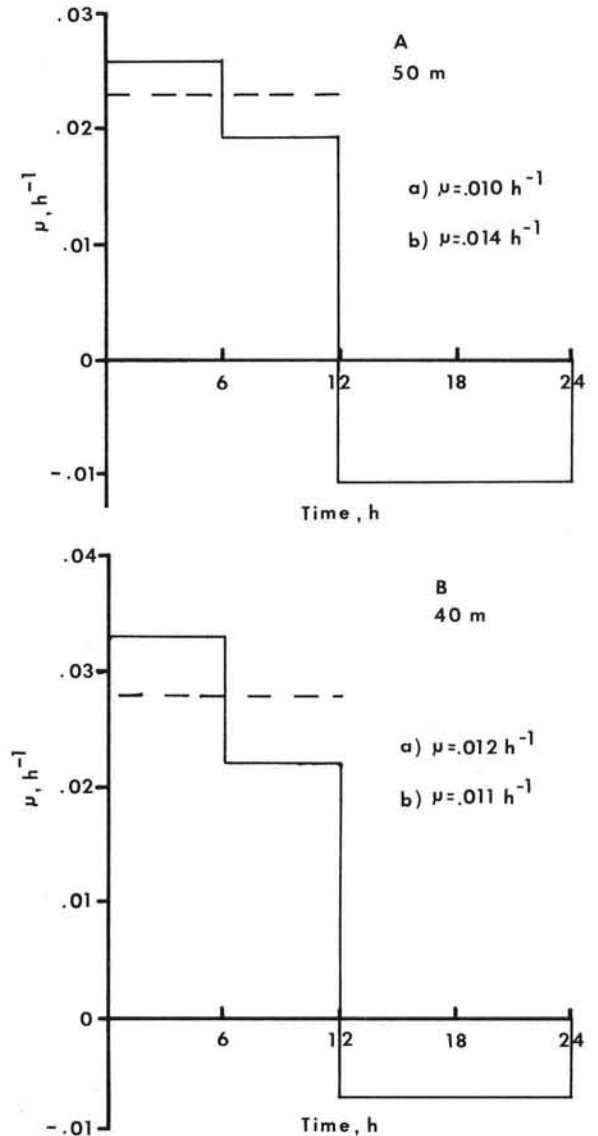 .03
A
50 m
.02
µ, h⁻¹
a) µ=.010 h⁻¹
.01
b) µ=.014 h⁻¹
0
6
12
18
24
-.01
Time, h
.04
B
40 m
.03
a) µ=.012 h⁻¹
µ, h⁻¹
.02
b) µ=.011 h⁻¹
.01
0
6
12
18
24
-.01
Time, h